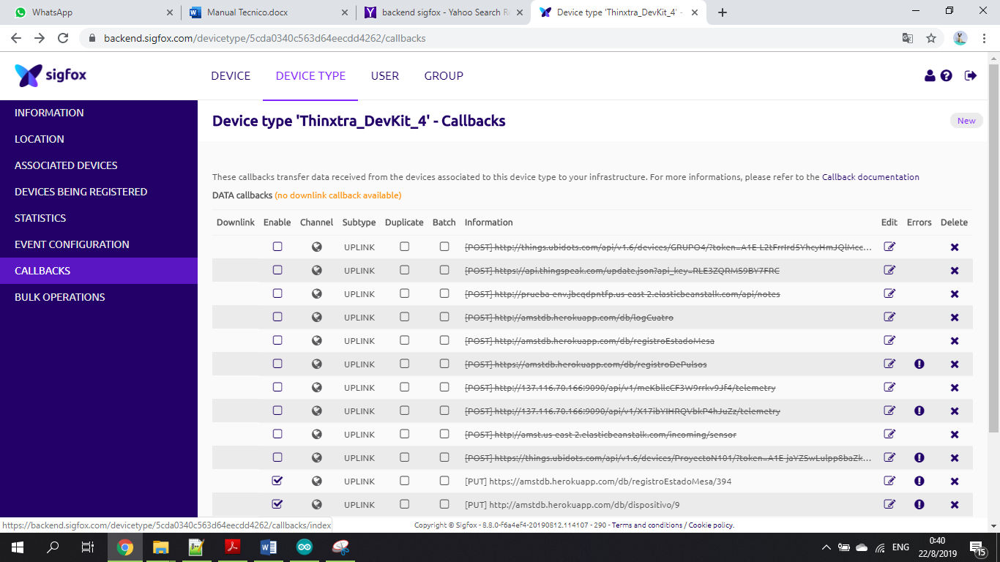 WhatsApp
Manual Tecnico.docx
backend sigfox - Yahoo Search R
Device type 'Thinxtra_DevKit_4' -
backend.sigfox.com/devicetype/5cda0340c563d64eecdd4262/callbacks
sigfox
DEVICE DEVICE TYPE USER GROUP
INFORMATION
LOCATION
ASSOCIATED DEVICES
DEVICES BEING REGISTERED
STATISTICS
EVENT CONFIGURATION
CALLBACKS
BULK OPERATIONS
Device type 'Thinxtra_DevKit_4' - Callbacks
New
These callbacks transfer data received from the devices associated to this device type to your infrastructure. For more informations, please refer to the Callback documentation
DATA callbacks (no downlink callback available)
Downlink Enable Channel Subtype Duplicate Batch Information Edit Errors Delete
UPLINK [POST] http://things.ubidots.com/api/v1.6/devices/GRUPO4/?token=A1E-L2tFrrIrd5YhcyHmJQlMcc...
UPLINK [POST] https://api.thingspeak.com/update.json?api_key=RLE3ZQRMS9BY7FRC
UPLINK [POST] http://prueba-env.jbcqdpntfp.us-east-2.elasticbeanstalk.com/api/notes
UPLINK [POST] http://amstdb.herokuapp.com/db/logCuatro
UPLINK [POST] http://amstdb.herokuapp.com/db/registroEstadoMesa
UPLINK [POST] https://amstdb.herokuapp.com/db/registroDePulsos
UPLINK [POST] http://137.116.70.166:9090/api/v1/meKbllcCF3W9rrkv9Jf4/telemetry
UPLINK [POST] http://137.116.70.166:9090/api/v1/X17ibYIHRQVbkP4hJuZz/telemetry
UPLINK [POST] http://amst.us-east-2.elasticbeanstalk.com/incoming/sensor
UPLINK [POST] https://things.ubidots.com/api/v1.6/devices/ProyectoN101/?token=A1E-jaYZSwLulpp8baZk...
UPLINK [PUT] https://amstdb.herokuapp.com/db/registroEstadoMesa/394
UPLINK [PUT] http://amstdb.herokuapp.com/db/dispositivo/9
https://backend.sigfox.com/devicetype/5cda0340c563d64eecdd4262/callbacks/index
Copyright © Sigfox - 8.8.0-f6a4ef4-20190812.114107 - 290 - Terms and conditions / Cookie policy.
ENG
0:40
22/8/2019
15